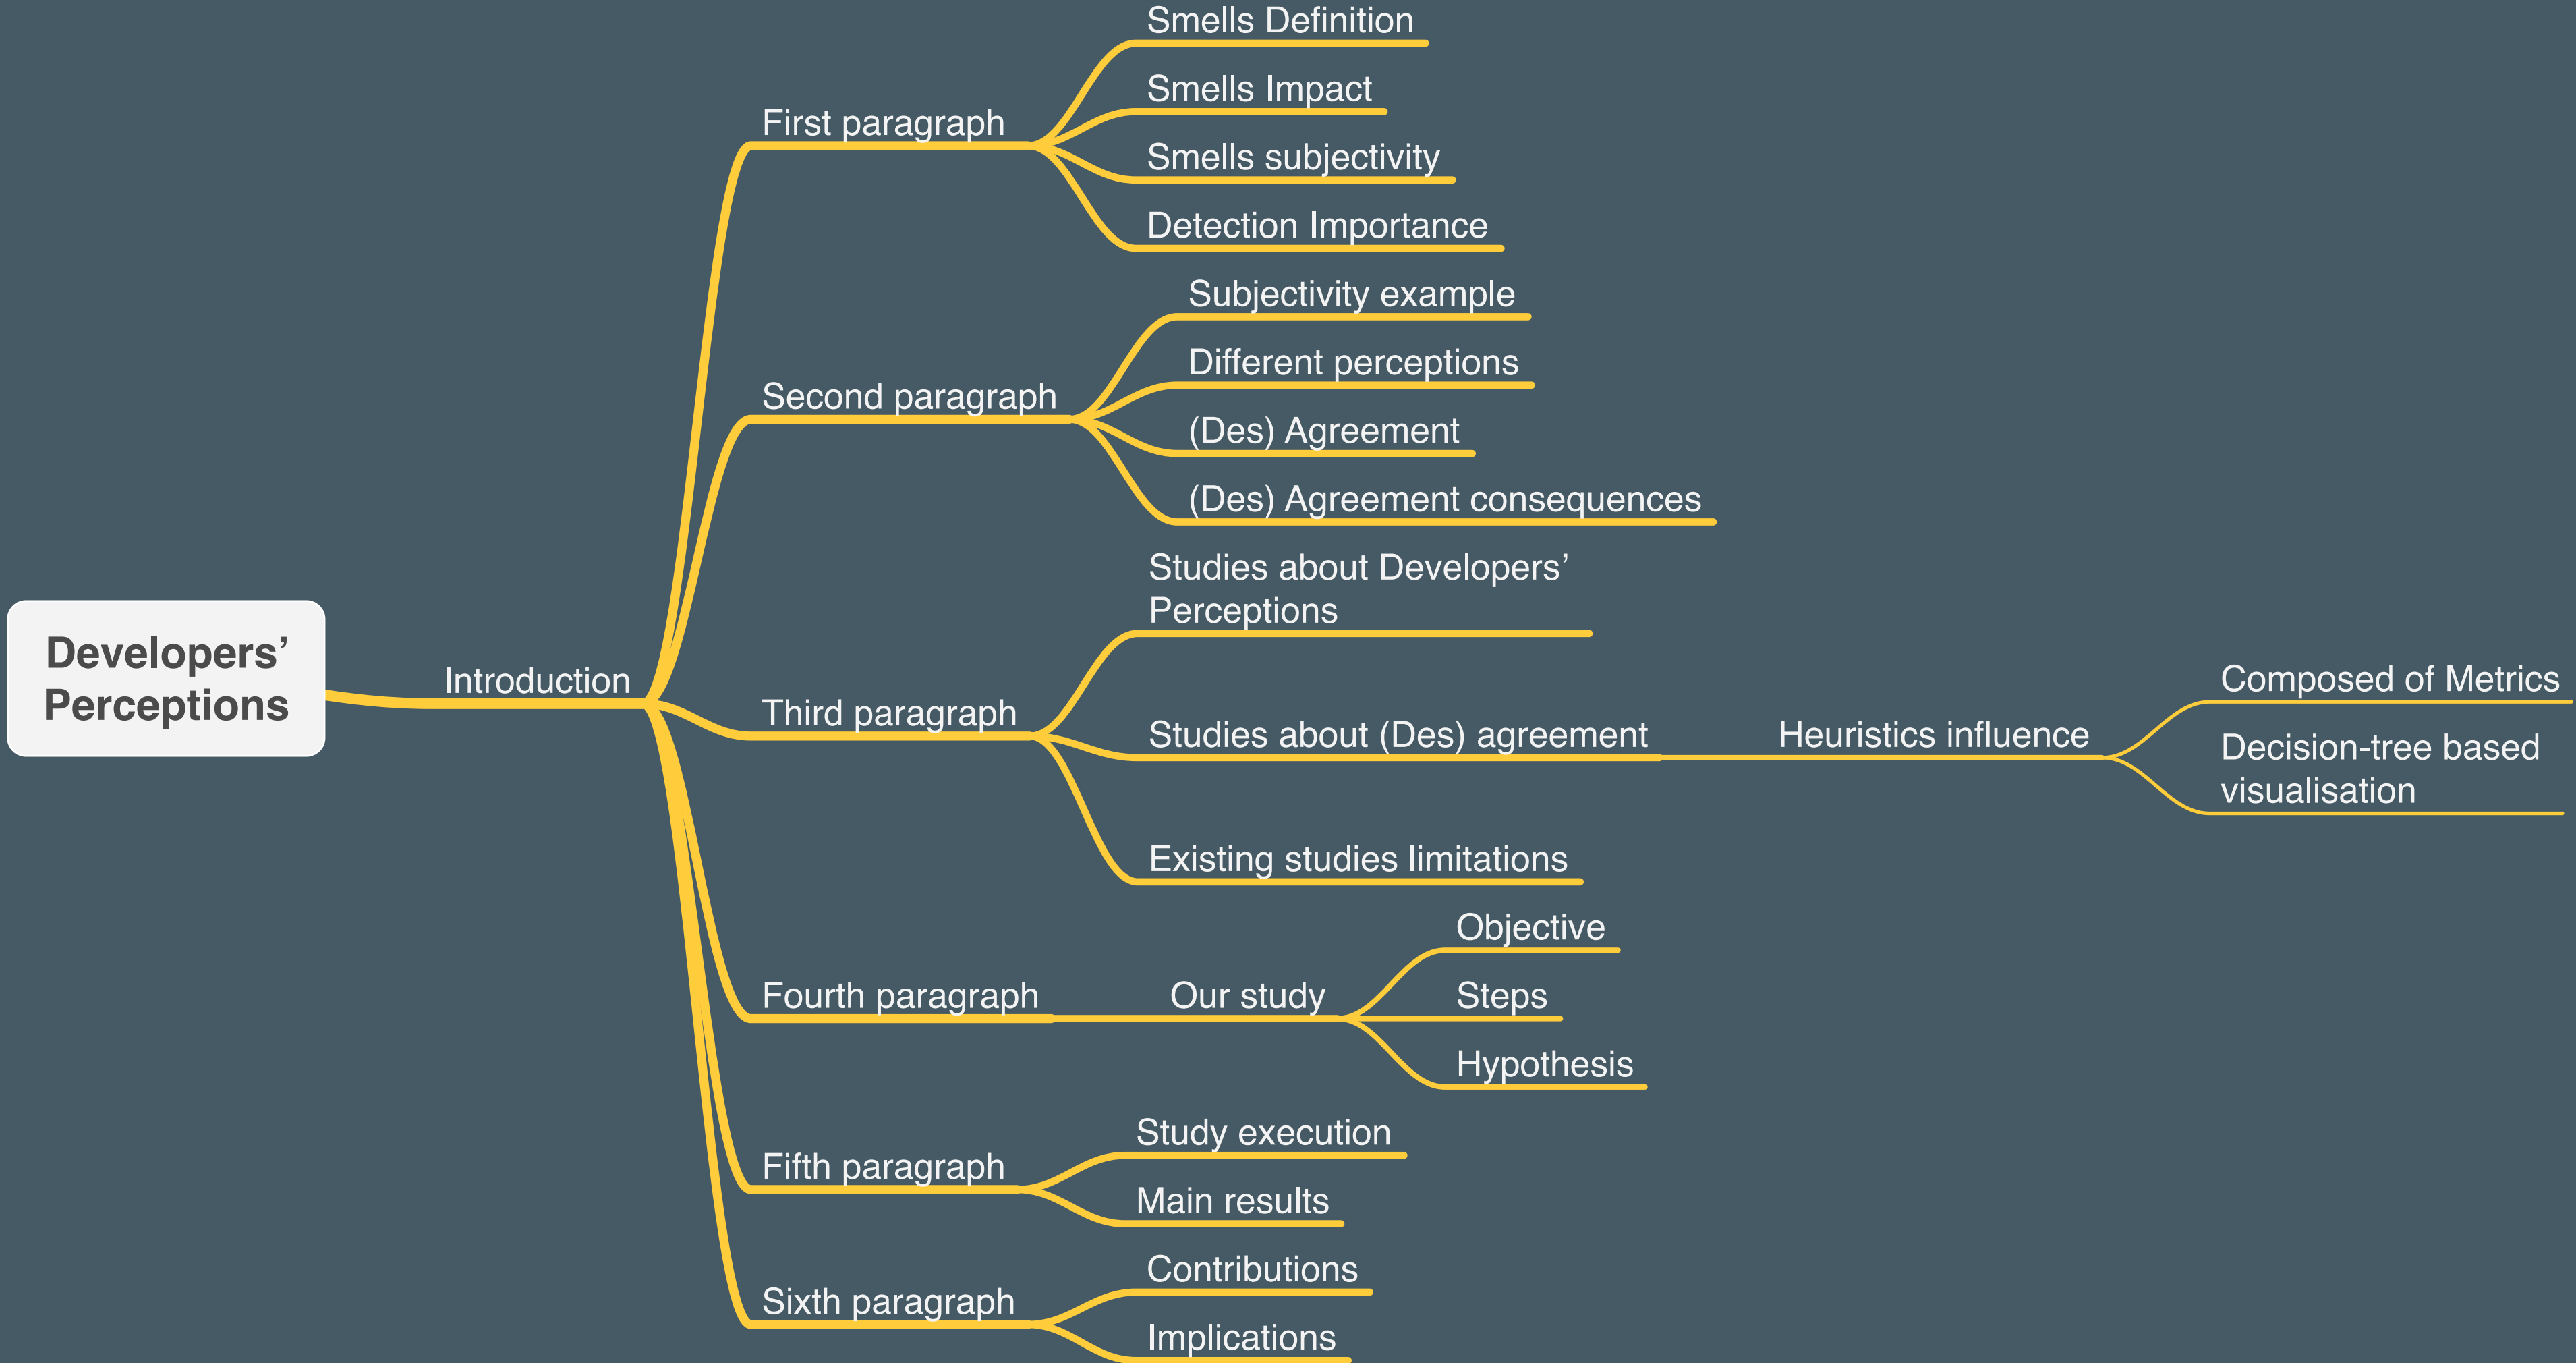 Developers’
Perceptions
Introduction
First paragraph
Smells Definition
Smells Impact
Smells subjectivity
Detection Importance
Second paragraph
Subjectivity example
Different perceptions
(Des) Agreement
(Des) Agreement consequences
Third paragraph
Studies about Developers’
Perceptions
Studies about (Des) agreement
Heuristics influence
Composed of Metrics
Decision-tree based
visualisation
Existing studies limitations
Fourth paragraph
Our study
Objective
Steps
Hypothesis
Fifth paragraph
Study execution
Main results
Sixth paragraph
Contributions
Implications